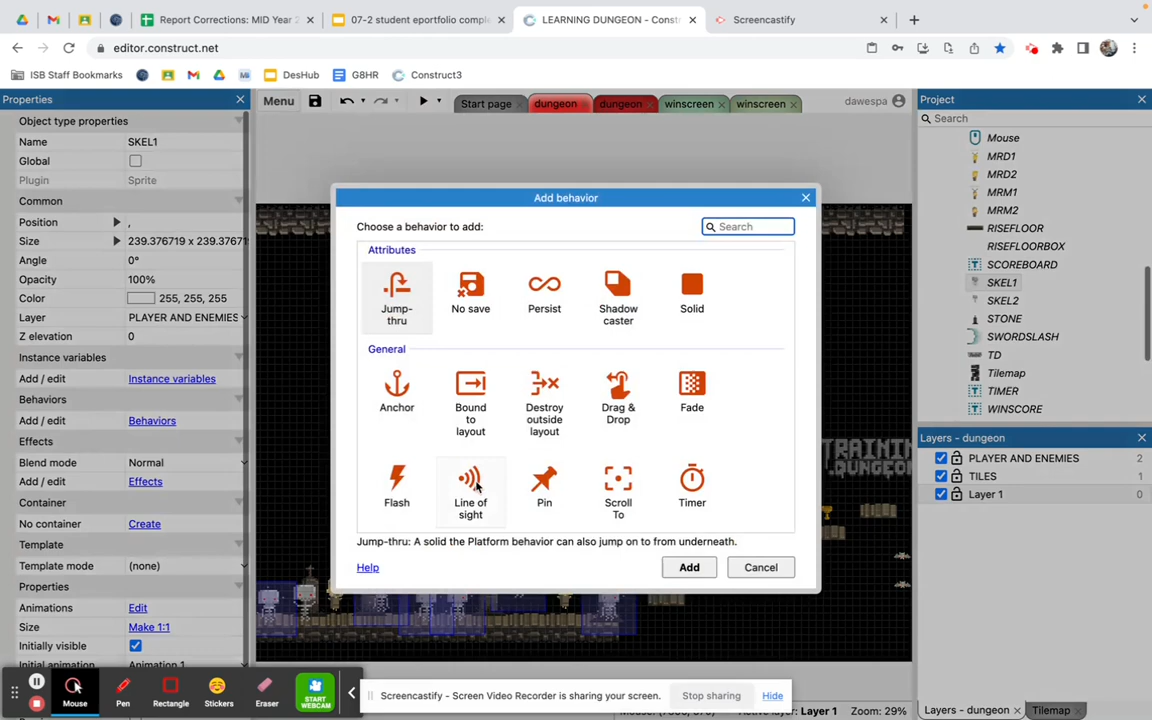 Report Corrections: MID Year 2
07-2 student eportfolio comple
LEARNING DUNGEON - Const
Screencastify
editor.construct.net
ISB Staff Bookmarks
DesHub
G8HR
Construct3
Properties
Menu
Start page
dungeon
dungeon
winscreen
winscreen
dawespa
Project
Object type properties
Name SKEL1
Global
Plugin Sprite
Common
Position ,
Size 239.376719 x 239.376719
Angle 0°
Opacity 100%
Color 255, 255, 255
Layer PLAYER AND ENEMIES
Z elevation 0
Instance variables
Add / edit Instance variables
Behaviors
Add / edit Behaviors
Effects
Blend mode Normal
Add / edit Effects
Container
No container Create
Template
Template mode (none)
Properties
Animations Edit
Size Make 1:1
Initially visible
Initial animation Animation 1
Add behavior
Choose a behavior to add:
Search
Attributes
Jump-
thru
No save
Persist
Shadow
caster
Solid
General
Anchor
Bound
to
layout
Destroy
outside
layout
Drag &
Drop
Fade
Flash
Line of
sight
Pin
Scroll
To
Timer
Jump-thru: A solid the Platform behavior can also jump on to from underneath.
Help
Add
Cancel
TRAINING
DUNGEON
Search
Mouse
MRD1
MRD2
MRM1
MRM2
RISEFLOOR
RISEFLOORBOX
SCOREBOARD
SKEL1
SKEL2
STONE
SWORDSLASH
TD
Tilemap
TIMER
WINSCORE
Layers - dungeon
PLAYER AND ENEMIES 2
TILES 1
Layer 1 0
Layers - dungeon
Tilemap
Active layer: Layer 1 Zoom: 29%
Mouse
Pen
Rectangle
Stickers
Eraser
START
WEBCAM
Screencastify - Screen Video Recorder is sharing your screen.
Stop sharing
Hide